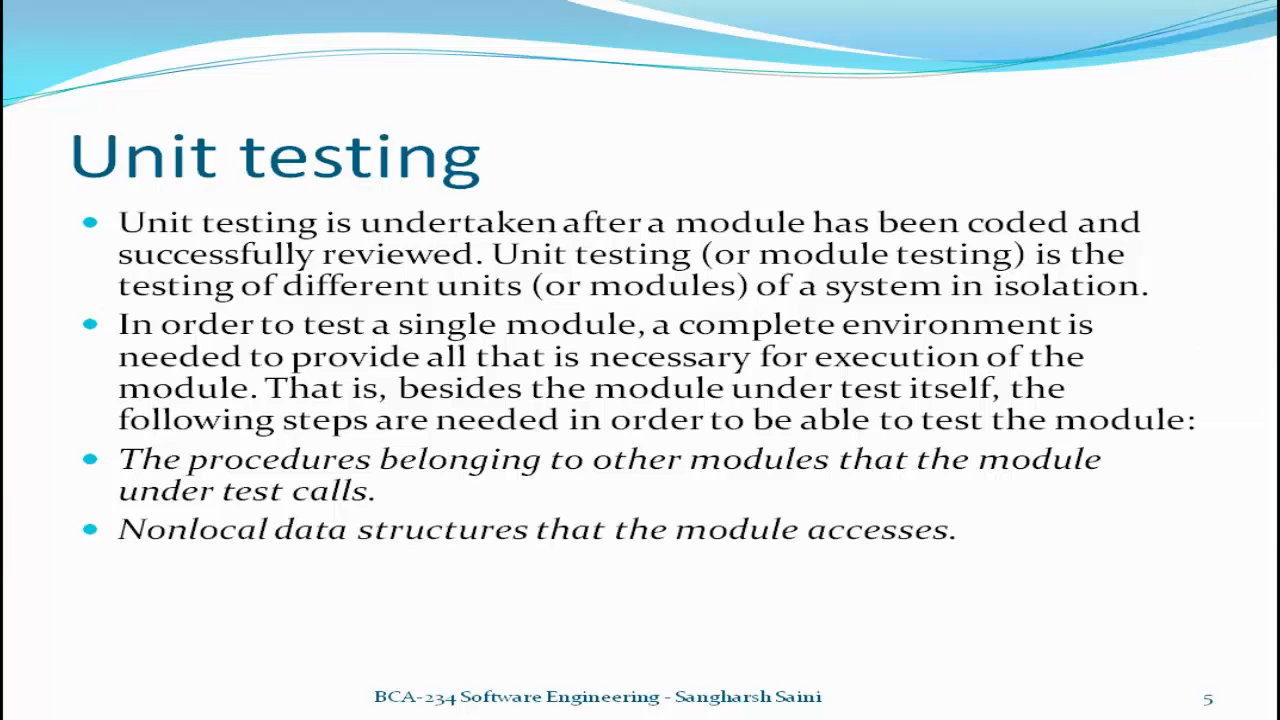 Unit testing
Unit testing is undertaken after a module has been coded and
successfully reviewed. Unit testing (or module testing) is the
testing of different units (or modules) of a system in isolation.
In order to test a single module, a complete environment is
needed to provide all that is necessary for execution of the
module. That is, besides the module under test itself, the
following steps are needed in order to be able to test the module:
The procedures belonging to other modules that the module
under test calls.
Nonlocal data structures that the module accesses.
BCA-234 Software Engineering - Sangharsh Saini
5